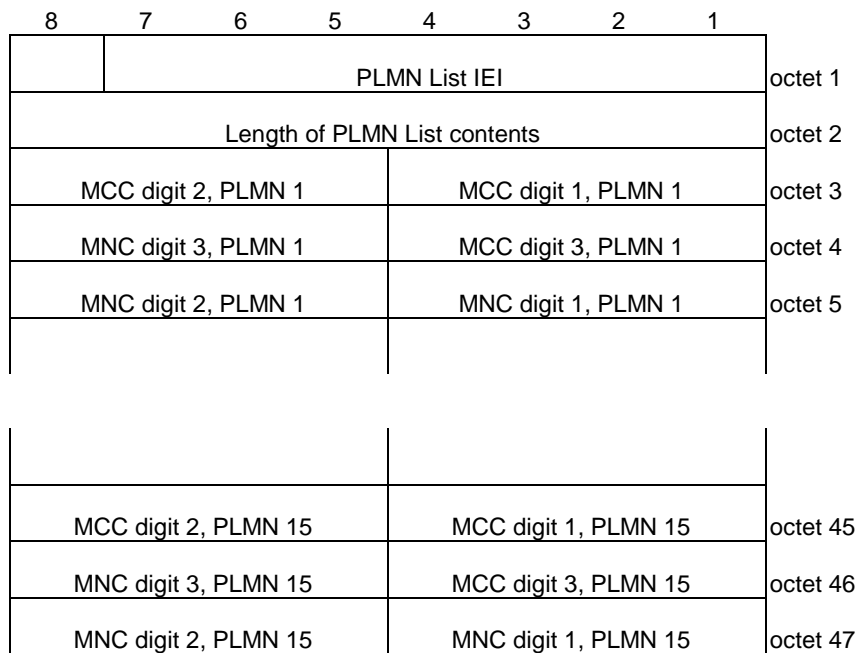 8 7 6 5 4 3 2 1
PLMN List IEI octet 1
Length of PLMN List contents octet 2
MCC digit 2, PLMN 1 MCC digit 1, PLMN 1 octet 3
MNC digit 3, PLMN 1 MCC digit 3, PLMN 1 octet 4
MNC digit 2, PLMN 1 MNC digit 1, PLMN 1 octet 5
MCC digit 2, PLMN 15 MCC digit 1, PLMN 15 octet 45
MNC digit 3, PLMN 15 MCC digit 3, PLMN 15 octet 46
MNC digit 2, PLMN 15 MNC digit 1, PLMN 15 octet 47